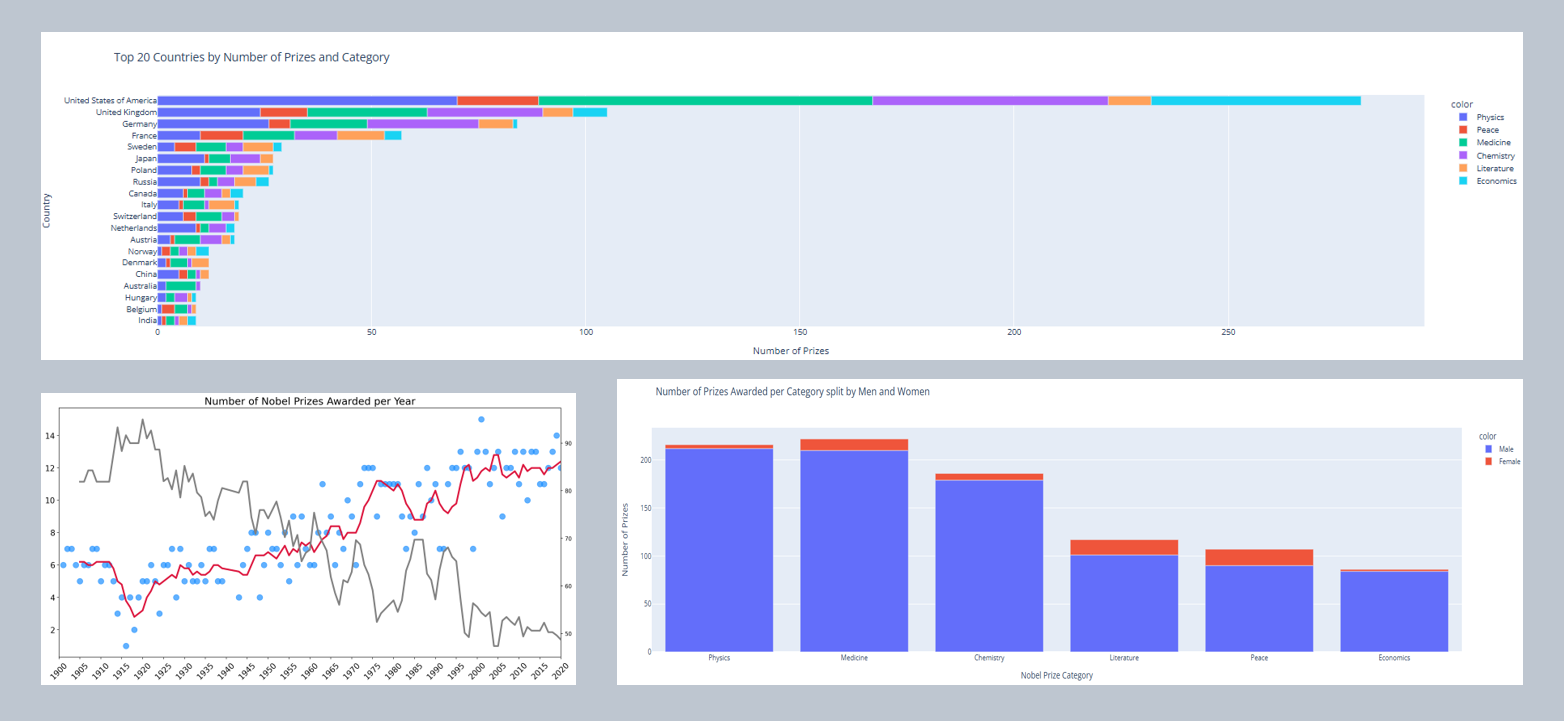 Top 20 Countries by Number of Prizes and Category
United States of America
United Kingdom
Germany
France
Sweden
Japan
Poland
Russia
Canada
Italy
Switzerland
Netherlands
Austria
Norway
Denmark
China
Australia
Hungary
Belgium
India
Country
0 50 100 150 200 250
Number of Prizes
color
Physics
Peace
Medicine
Chemistry
Literature
Economics
Number of Nobel Prizes Awarded per Year
14
12
10
8
6
4
2
90
80
70
60
50
1900 1905 1910 1915 1920 1925 1930 1935 1940 1945 1950 1955 1960 1965 1970 1975 1980 1985 1990 1995 2000 2005 2010 2015 2020
Number of Prizes Awarded per Category split by Men and Women
Number of Prizes
200
150
100
50
0
Physics Medicine Chemistry Literature Peace Economics
Nobel Prize Category
color
Male
Female